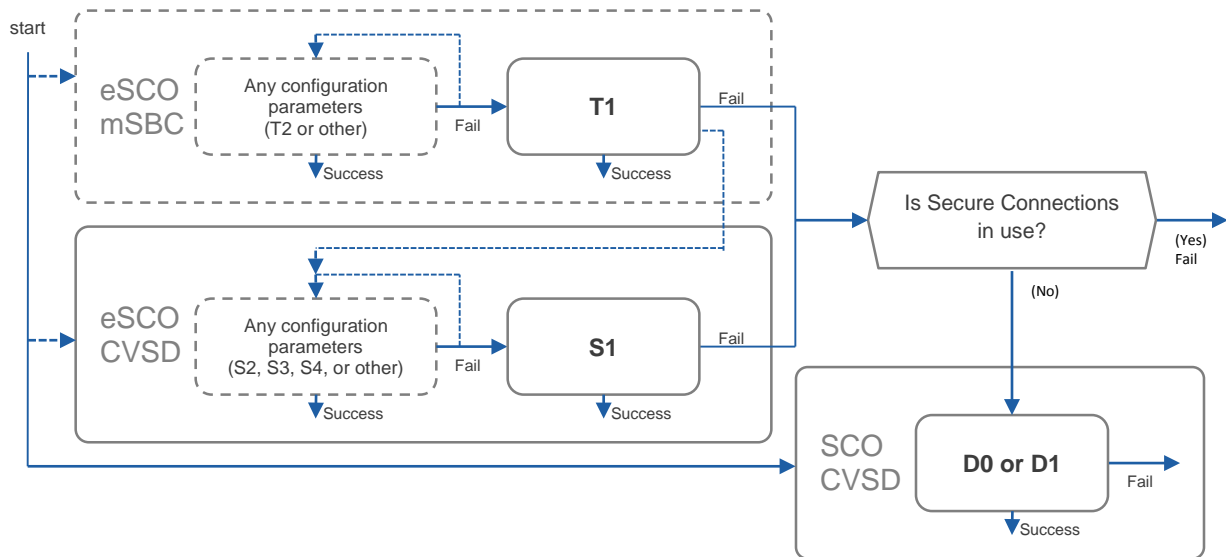 start
eSCO
mSBC
Any configuration
parameters
(T2 or other)
Fail
Success
T1
Fail
Success
eSCO
CVSD
Any configuration
parameters
(S2, S3, S4, or other)
Fail
Success
S1
Fail
Success
Is Secure Connections
in use?
(Yes)
Fail
(No)
SCO
CVSD
D0 or D1
Fail
Success